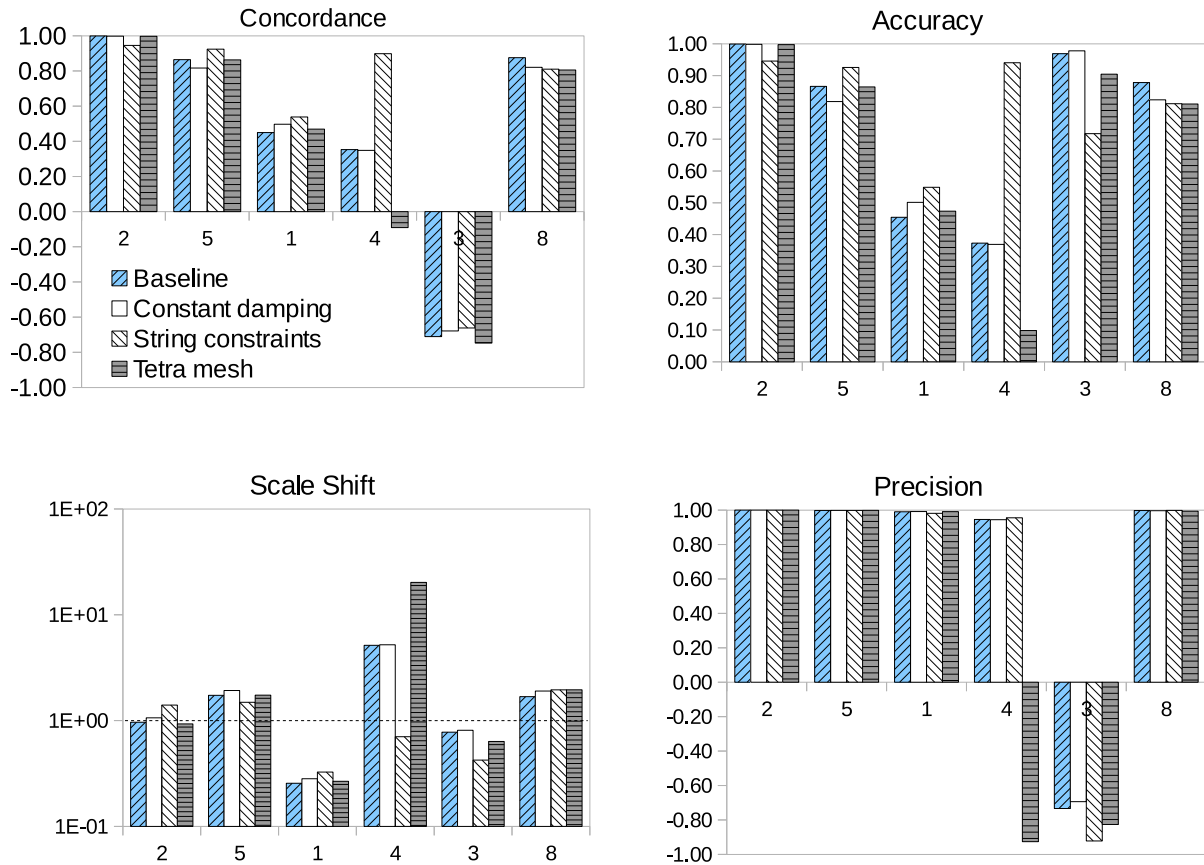 Concordance
1.00
0.80
0.60
0.40
0.20
0.00
-0.20
-0.40
-0.60
-0.80
-1.00
2 5 1 4 3 8
Baseline
Constant damping
String constraints
Tetra mesh
Accuracy
1.00
0.90
0.80
0.70
0.60
0.50
0.40
0.30
0.20
0.10
0.00
2 5 1 4 3 8
Scale Shift
1E+02
1E+01
1E+00
1E-01
2 5 1 4 3 8
Precision
1.00
0.80
0.60
0.40
0.20
0.00
-0.20
-0.40
-0.60
-0.80
-1.00
2 5 1 4 3 8